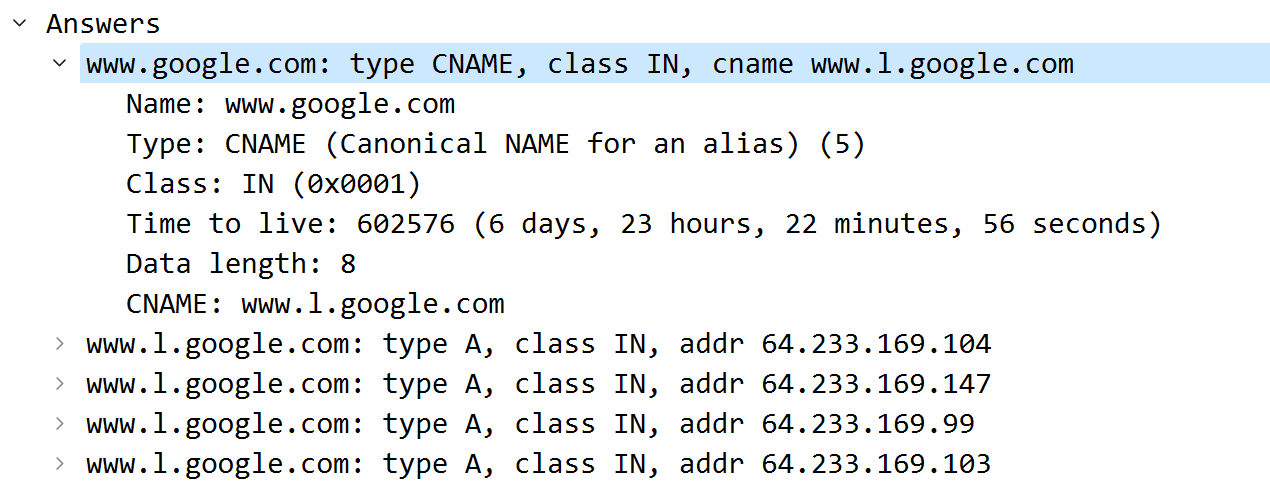 Answers
www.google.com: type CNAME, class IN, cname www.l.google.com
Name: www.google.com
Type: CNAME (Canonical NAME for an alias) (5)
Class: IN (0x0001)
Time to live: 602576 (6 days, 23 hours, 22 minutes, 56 seconds)
Data length: 8
CNAME: www.l.google.com
www.l.google.com: type A, class IN, addr 64.233.169.104
www.l.google.com: type A, class IN, addr 64.233.169.147
www.l.google.com: type A, class IN, addr 64.233.169.99
www.l.google.com: type A, class IN, addr 64.233.169.103